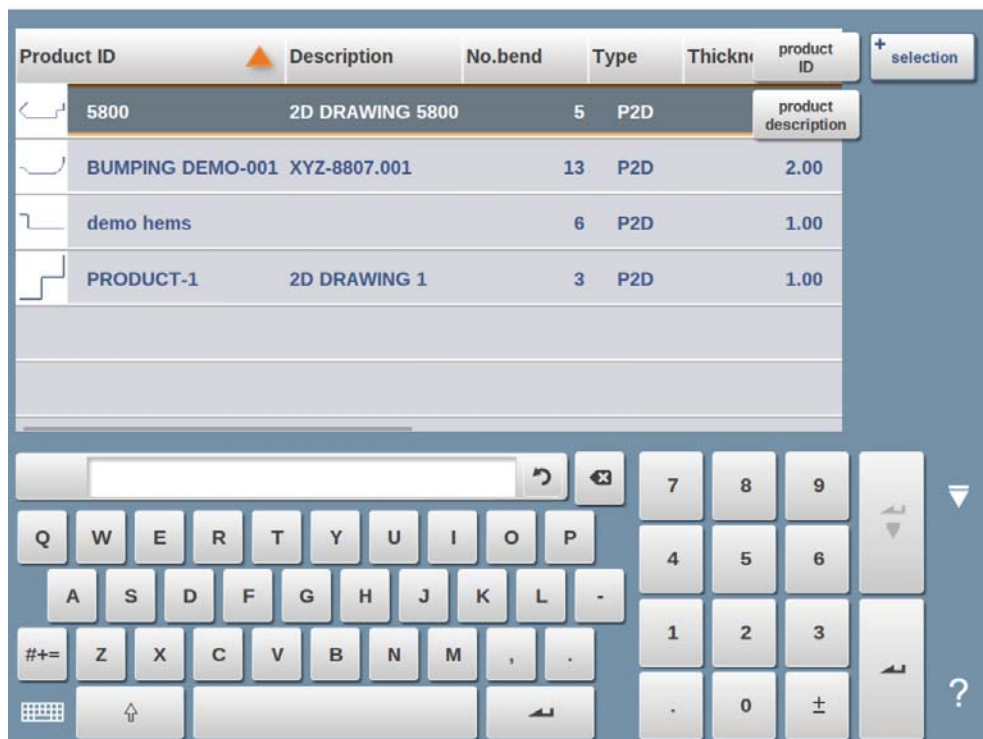 Product ID Description No.bend Type Thickn product ID + selection
5800 2D DRAWING 5800 5 P2D product description
BUMPING DEMO-001 XYZ-8807.001 13 P2D 2.00
demo hems 6 P2D 1.00
PRODUCT-1 2D DRAWING 1 3 P2D 1.00
7 8 9
Q W E R T Y U I O P
4 5 6
A S D F G H J K L -
1 2 3
#+= Z X C V B N M , .
. 0 ±
?